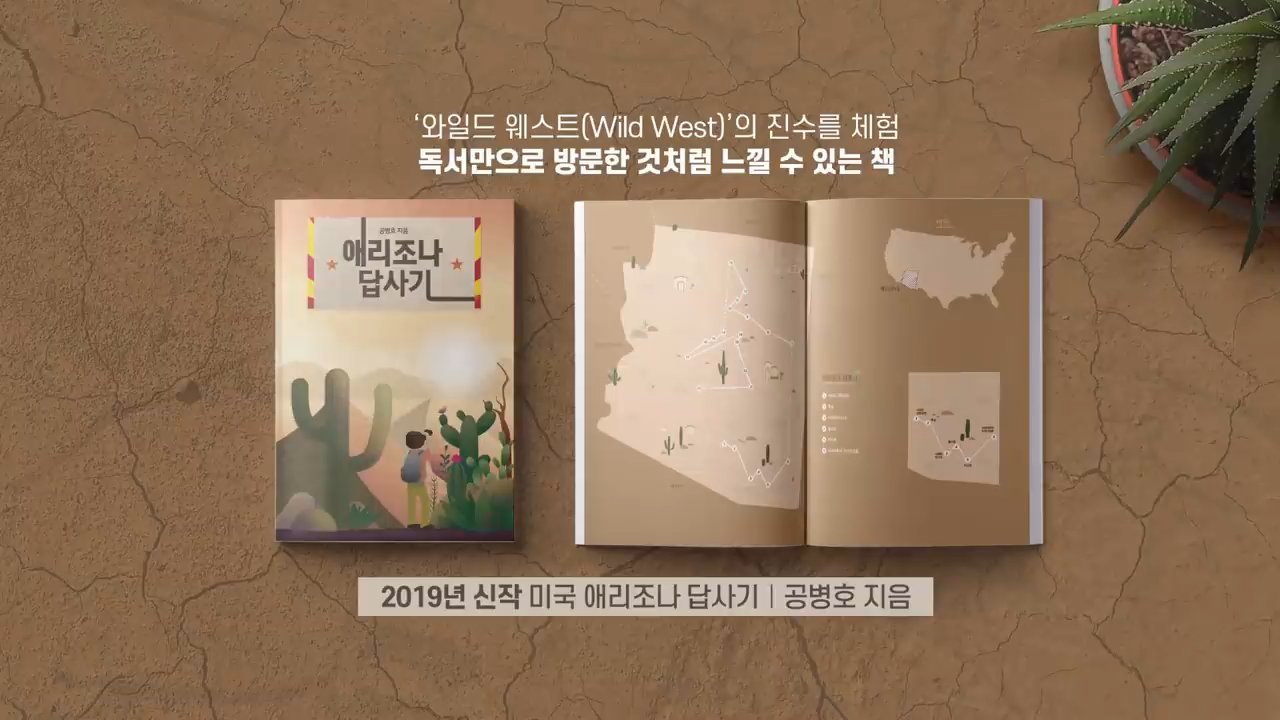 '와일드 웨스트(Wild West)'의 진수를 체험
독서만으로 방문한 것처럼 느낄 수 있는 책
공병호 지음
애리조나
답사기
2019년 신작 미국 애리조나 답사기 | 공병호 지음